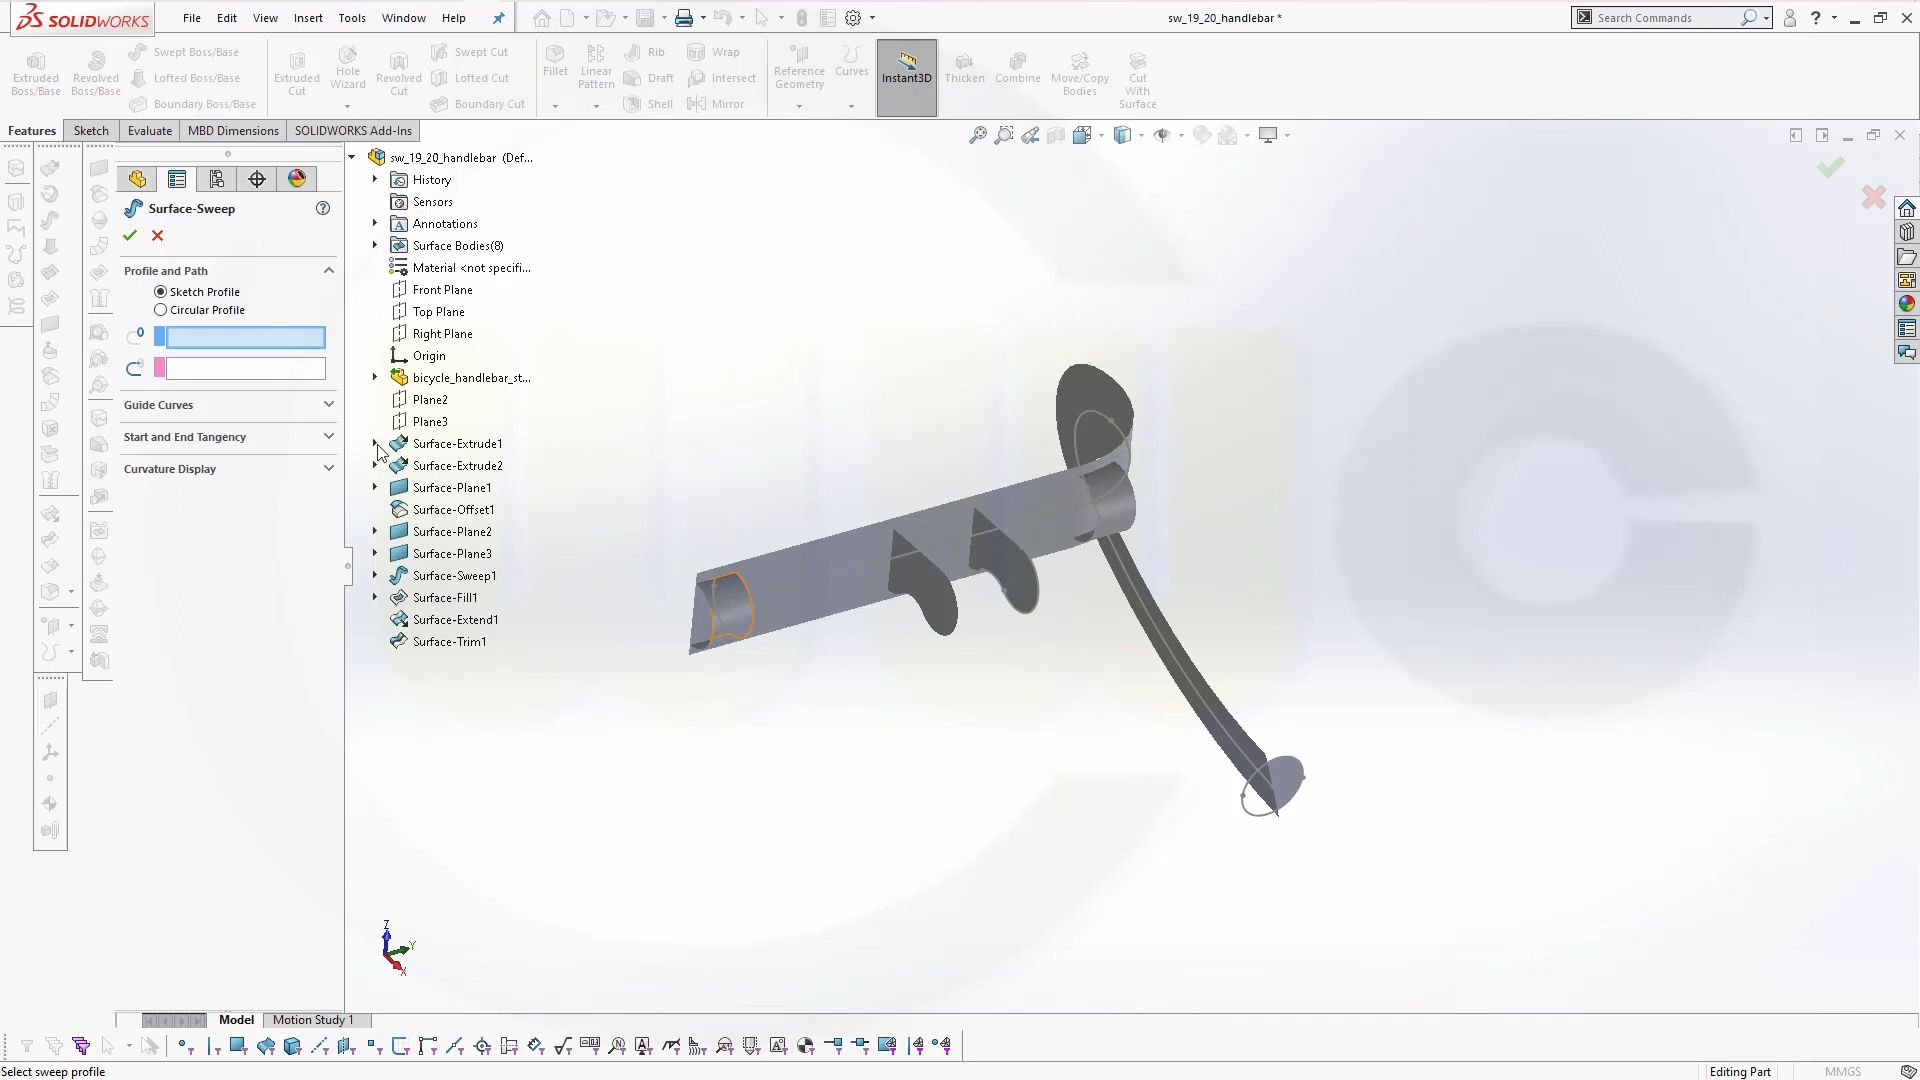 SOLIDWORKS
File Edit View Insert Tools Window Help
sw_19_20_handlebar *
Search Commands
Extruded Boss/Base
Revolved Boss/Base
Swept Boss/Base
Lofted Boss/Base
Boundary Boss/Base
Extruded Cut
Hole Wizard
Revolved Cut
Swept Cut
Lofted Cut
Boundary Cut
Fillet
Linear Pattern
Rib
Draft
Shell
Wrap
Intersect
Mirror
Reference Geometry
Curves
Instant3D
Thicken
Combine
Move/Copy Bodies
Cut With Surface
Features Sketch Evaluate MBD Dimensions SOLIDWORKS Add-Ins
Surface-Sweep
Profile and Path
Sketch Profile
Circular Profile
Guide Curves
Start and End Tangency
Curvature Display
sw_19_20_handlebar (Def...
History
Sensors
Annotations
Surface Bodies(8)
Material <not specifi...
Front Plane
Top Plane
Right Plane
Origin
bicycle_handlebar_st...
Plane2
Plane3
Surface-Extrude1
Surface-Extrude2
Surface-Plane1
Surface-Offset1
Surface-Plane2
Surface-Plane3
Surface-Sweep1
Surface-Fill1
Surface-Extend1
Surface-Trim1
Z
Y
X
Model Motion Study 1
Select sweep profile
Editing Part
MMGS